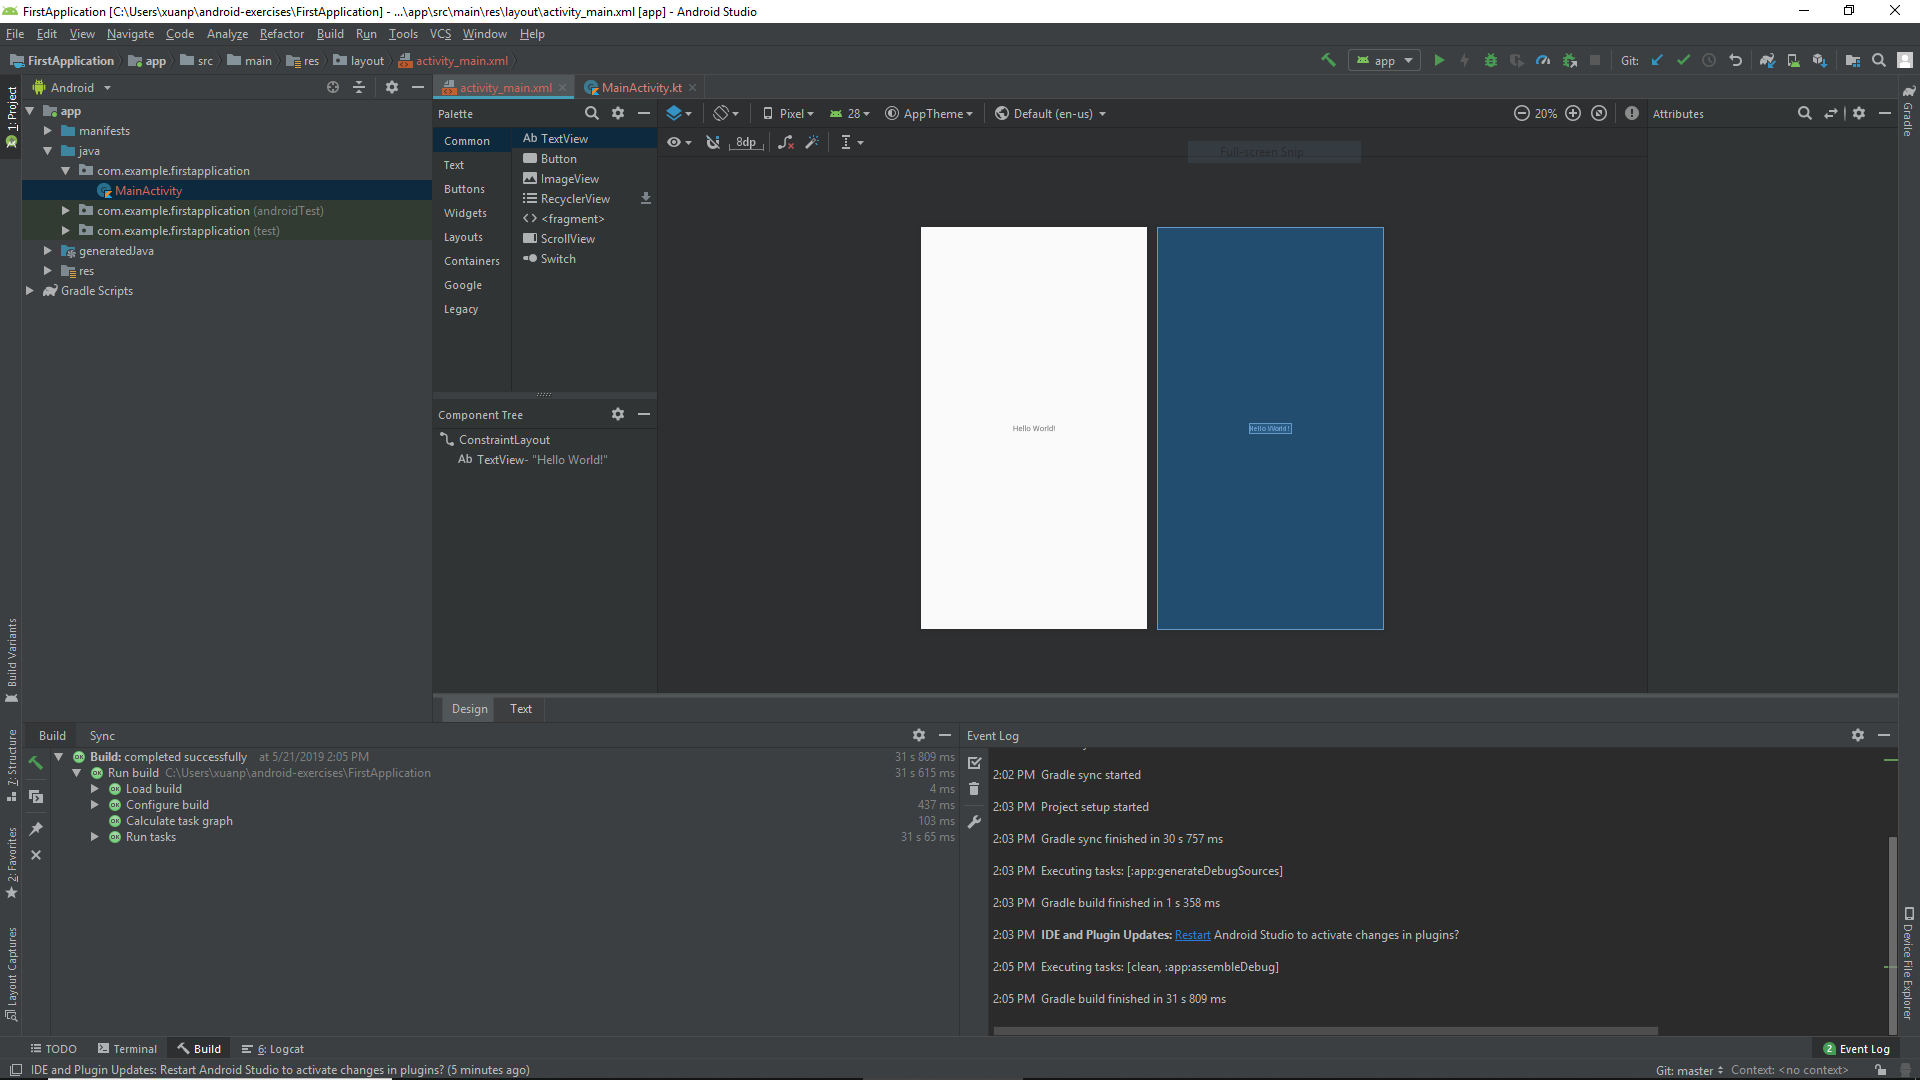 FirstApplication [C:\Users\xuanp\android-exercises\FirstApplication] - ...\app\src\main\res\layout\activity_main.xml [app] - Android Studio
File Edit View Navigate Code Analyze Refactor Build Run Tools VCS Window Help
FirstApplication app src main res layout activity_main.xml
app
Git:
1: Project
Android
activity_main.xml
MainActivity.kt
Gradle
app
manifests
java
com.example.firstapplication
MainActivity
com.example.firstapplication (androidTest)
com.example.firstapplication (test)
generatedJava
res
Gradle Scripts
Palette
Common
Text
Buttons
Widgets
Layouts
Containers
Google
Legacy
Ab TextView
Button
ImageView
RecyclerView
<fragment>
ScrollView
Switch
Pixel
28
AppTheme
Default (en-us)
20%
8dp
Full-screen Snip
Attributes
Component Tree
ConstraintLayout
Ab TextView- "Hello World!"
Hello World!
Hello World!
Design Text
Build Variants
7: Structure
2: Favorites
Layout Captures
Build Sync
Build: completed successfully at 5/21/2019 2:05 PM 31 s 809 ms
Run build C:\Users\xuanp\android-exercises\FirstApplication 31 s 615 ms
Load build 4 ms
Configure build 437 ms
Calculate task graph 103 ms
Run tasks 31 s 65 ms
Event Log
2:02 PM Gradle sync started
2:03 PM Project setup started
2:03 PM Gradle sync finished in 30 s 757 ms
2:03 PM Executing tasks: [:app:generateDebugSources]
2:03 PM Gradle build finished in 1 s 358 ms
2:03 PM IDE and Plugin Updates: Restart Android Studio to activate changes in plugins?
2:05 PM Executing tasks: [clean, :app:assembleDebug]
2:05 PM Gradle build finished in 31 s 809 ms
Device File Explorer
TODO Terminal Build 6: Logcat
2 Event Log
IDE and Plugin Updates: Restart Android Studio to activate changes in plugins? (5 minutes ago)
Git: master Context: <no context>